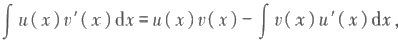 ∫ u(x)v′(x)dx = u(x)v(x) − ∫ v(x)u′(x)dx,